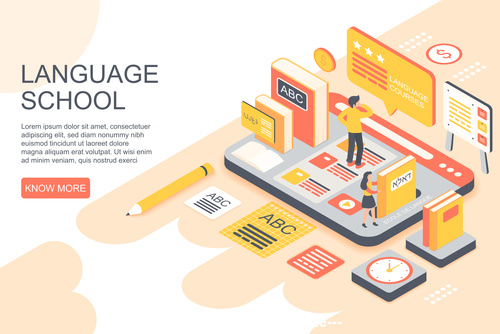 LANGUAGE
SCHOOL
Lorem ipsum dolor sit amet, consectetuer
adipiscing elit, sed diam nonummy nibh
euismod tincidunt ut laoreet dolore
magna aliquam erat volutpat. Ut wisi enim
ad minim veniam, quis nostrud exerci
KNOW MORE
ABC
LANGUAGE
COURSES
ABC
ABC